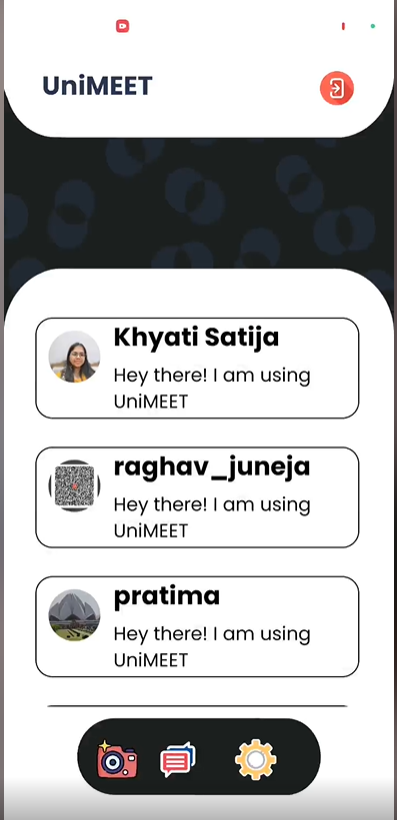 UniMEET
Khyati Satija
Hey there! I am using
UniMEET
raghav_juneja
Hey there! I am using
UniMEET
pratima
Hey there! I am using
UniMEET